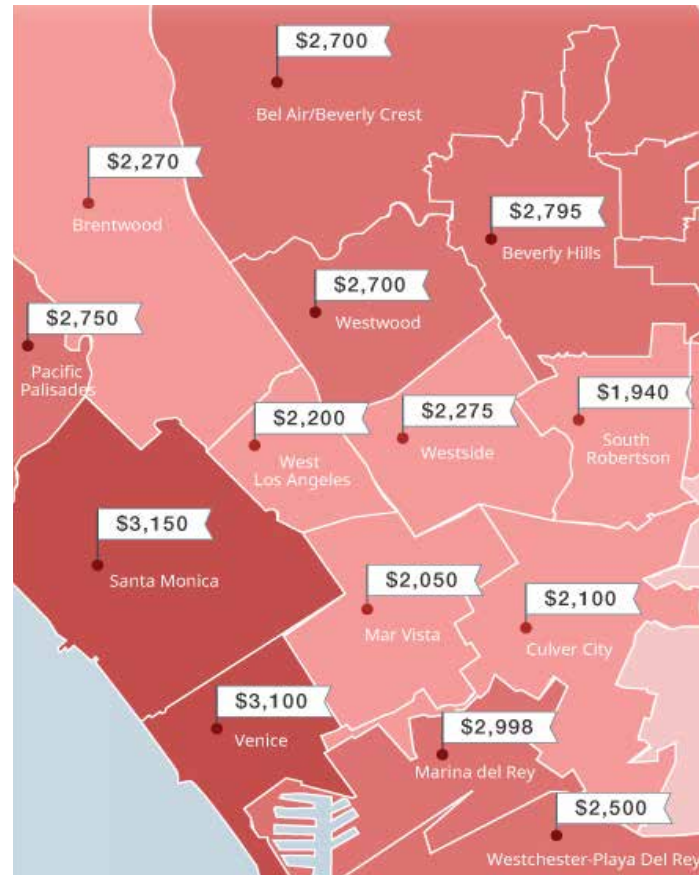 $2,700
Bel Air/Beverly Crest
$2,270
Brentwood
$2,795
Beverly Hills
$2,700
Westwood
$2,750
Pacific
Palisades
$1,940
South
Robertson
$2,200
West
Los Angeles
$2,275
Westside
$3,150
Santa Monica
$2,050
Mar Vista
$2,100
Culver City
$3,100
Venice
$2,998
Marina del Rey
$2,500
Westchester-Playa Del Rey